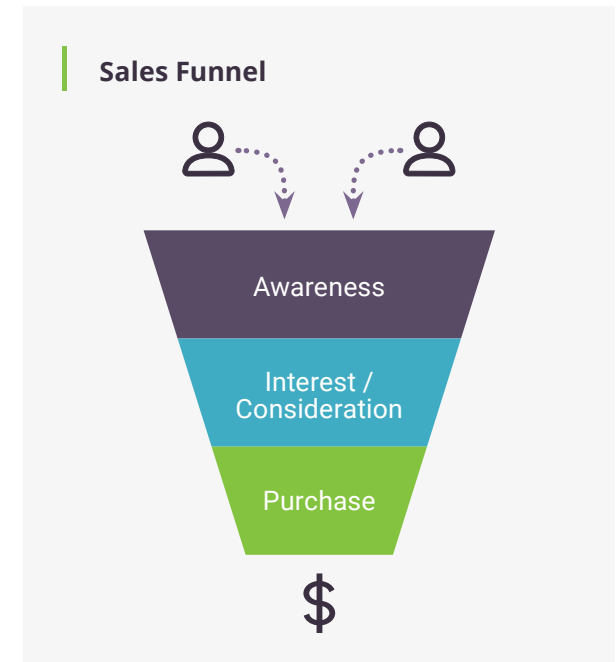 Sales Funnel
Awareness
Interest /
Consideration
Purchase
$